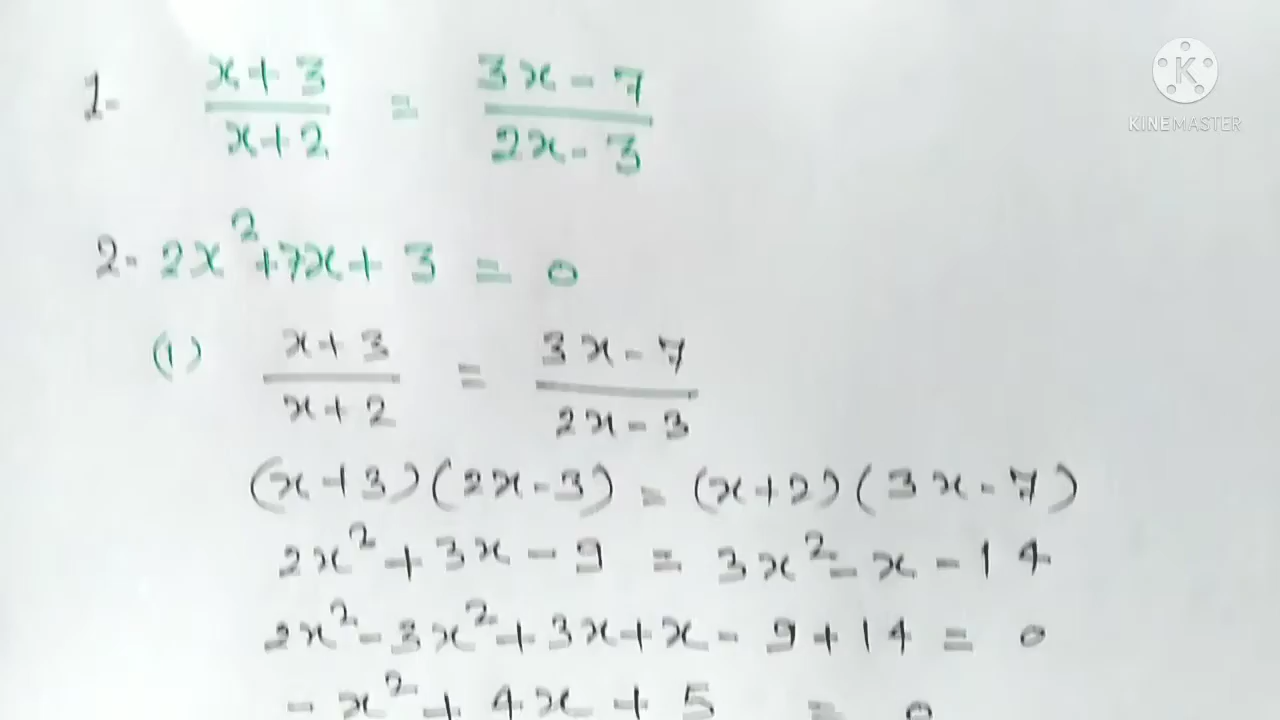 1. x+3/x+2 = 3x-7/2x-3
K
KINEMASTER
2. 2x²+7x+3 = 0
(1) x+3/x+2 = 3x-7/2x-3
(x+3)(2x-3) = (x+2)(3x-7)
2x²+3x-9 = 3x²-x-14
2x²-3x²+3x+x-9+14 = 0
-x²+4x+5 = 0